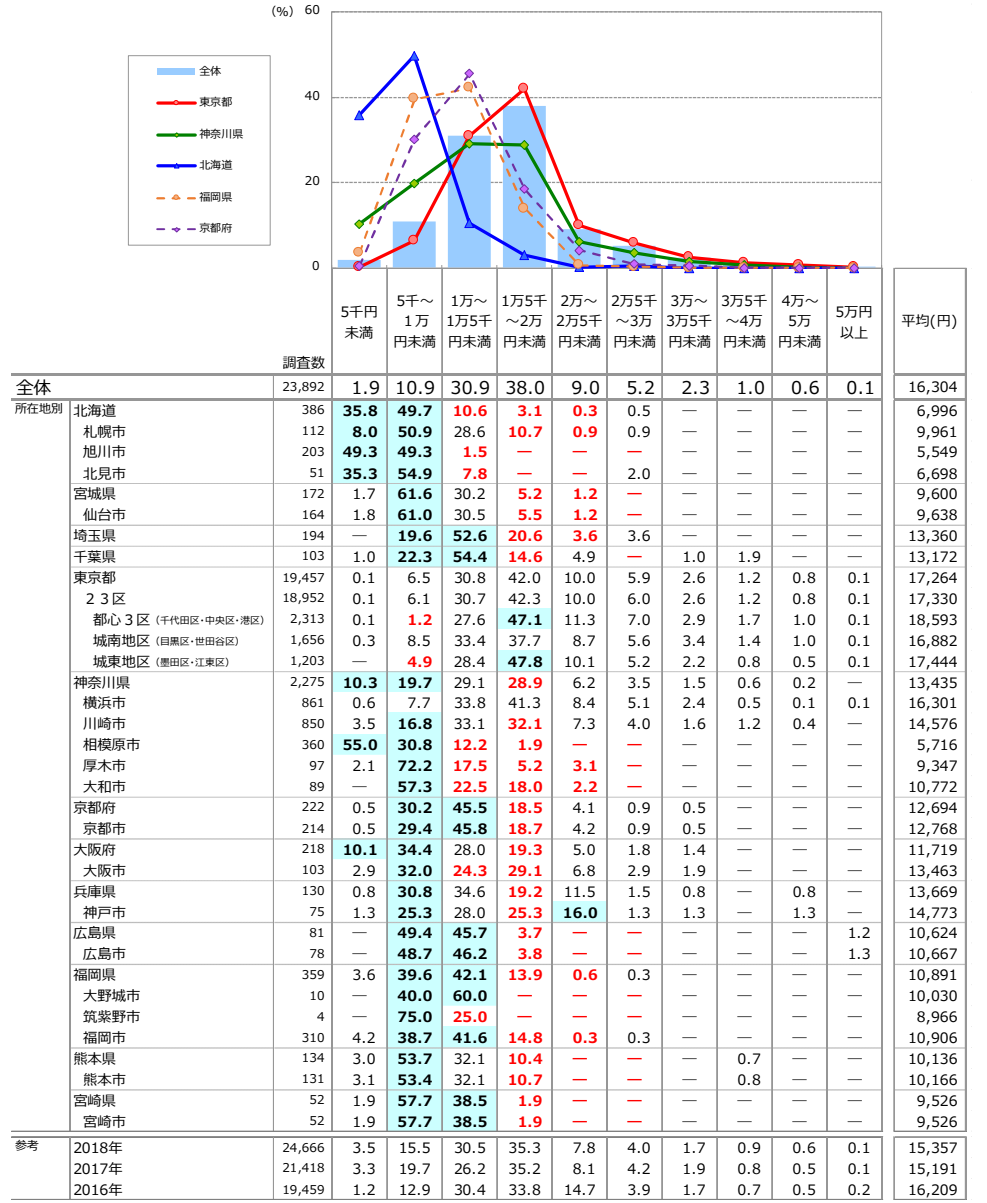 (%)
60
40
20
0
全体
東京都
神奈川県
北海道
福岡県
京都府
調査数 5千円未満 5千～1万円未満 1万～1万5千円未満 1万5千～2万円未満 2万～2万5千円未満 2万5千～3万円未満 3万～3万5千円未満 3万5千～4万円未満 4万～5万円未満 5万円以上 平均(円)
全体 23,892 1.9 10.9 30.9 38.0 9.0 5.2 2.3 1.0 0.6 0.1 16,304
所在地別 北海道 386 35.8 49.7 10.6 3.1 0.3 0.5 — — — — 6,996
札幌市 112 8.0 50.9 28.6 10.7 0.9 0.9 — — — — 9,961
旭川市 203 49.3 49.3 1.5 — — — — — — — 5,549
北見市 51 35.3 54.9 7.8 — — 2.0 — — — — 6,698
宮城県 172 1.7 61.6 30.2 5.2 1.2 — — — — — 9,600
仙台市 164 1.8 61.0 30.5 5.5 1.2 — — — — — 9,638
埼玉県 194 — 19.6 52.6 20.6 3.6 3.6 — — — — 13,360
千葉県 103 1.0 22.3 54.4 14.6 4.9 — 1.0 1.9 — — 13,172
東京都 19,457 0.1 6.5 30.8 42.0 10.0 5.9 2.6 1.2 0.8 0.1 17,264
２３区 18,952 0.1 6.1 30.7 42.3 10.0 6.0 2.6 1.2 0.8 0.1 17,330
都心３区（千代田区・中央区・港区） 2,313 0.1 1.2 27.6 47.1 11.3 7.0 2.9 1.7 1.0 0.1 18,593
城南地区（目黒区・世田谷区） 1,656 0.3 8.5 33.4 37.7 8.7 5.6 3.4 1.4 1.0 0.1 16,882
城東地区（墨田区・江東区） 1,203 — 4.9 28.4 47.8 10.1 5.2 2.2 0.8 0.5 0.1 17,444
神奈川県 2,275 10.3 19.7 29.1 28.9 6.2 3.5 1.5 0.6 0.2 — 13,435
横浜市 861 0.6 7.7 33.8 41.3 8.4 5.1 2.4 0.5 0.1 0.1 16,301
川崎市 850 3.5 16.8 33.1 32.1 7.3 4.0 1.6 1.2 0.4 — 14,576
相模原市 360 55.0 30.8 12.2 1.9 — — — — — — 5,716
厚木市 97 2.1 72.2 17.5 5.2 3.1 — — — — — 9,347
大和市 89 — 57.3 22.5 18.0 2.2 — — — — — 10,772
京都府 222 0.5 30.2 45.5 18.5 4.1 0.9 0.5 — — — 12,694
京都市 214 0.5 29.4 45.8 18.7 4.2 0.9 0.5 — — — 12,768
大阪府 218 10.1 34.4 28.0 19.3 5.0 1.8 1.4 — — — 11,719
大阪市 103 2.9 32.0 24.3 29.1 6.8 2.9 1.9 — — — 13,463
兵庫県 130 0.8 30.8 34.6 19.2 11.5 1.5 0.8 — 0.8 — 13,669
神戸市 75 1.3 25.3 28.0 25.3 16.0 1.3 1.3 — 1.3 — 14,773
広島県 81 — 49.4 45.7 3.7 — — — — — 1.2 10,624
広島市 78 — 48.7 46.2 3.8 — — — — — 1.3 10,667
福岡県 359 3.6 39.6 42.1 13.9 0.6 0.3 — — — — 10,891
大野城市 10 — 40.0 60.0 — — — — — — — 10,030
筑紫野市 4 — 75.0 25.0 — — — — — — — 8,966
福岡市 310 4.2 38.7 41.6 14.8 0.3 0.3 — — — — 10,906
熊本県 134 3.0 53.7 32.1 10.4 — — — 0.7 — — 10,136
熊本市 131 3.1 53.4 32.1 10.7 — — — 0.8 — — 10,166
宮崎県 52 1.9 57.7 38.5 1.9 — — — — — — 9,526
宮崎市 52 1.9 57.7 38.5 1.9 — — — — — — 9,526
参考 2018年 24,666 3.5 15.5 30.5 35.3 7.8 4.0 1.7 0.9 0.6 0.1 15,357
2017年 21,418 3.3 19.7 26.2 35.2 8.1 4.2 1.9 0.8 0.5 0.1 15,191
2016年 19,459 1.2 12.9 30.4 33.8 14.7 3.9 1.7 0.7 0.5 0.2 16,209